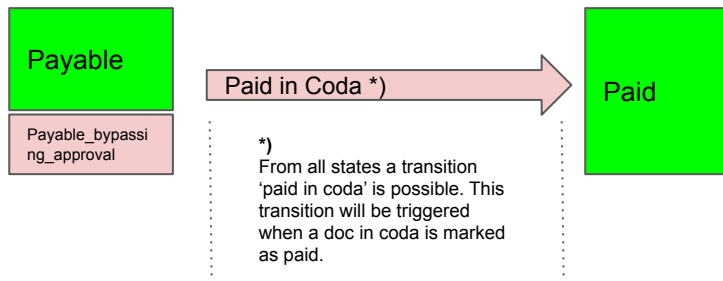 Payable
Payable_bypassi
ng_approval
Paid in Coda *)
Paid
*)
From all states a transition
‘paid in coda’ is possible. This
transition will be triggered
when a doc in coda is marked
as paid.